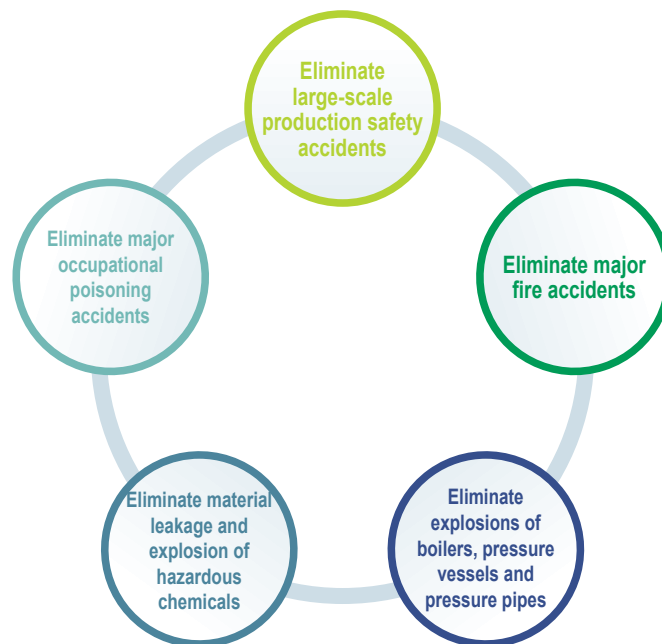 Eliminate
large-scale
production safety
accidents
Eliminate major
fire accidents
Eliminate
explosions of
boilers, pressure
vessels and
pressure pipes
Eliminate material
leakage and
explosion of
hazardous
chemicals
Eliminate major
occupational
poisoning
accidents